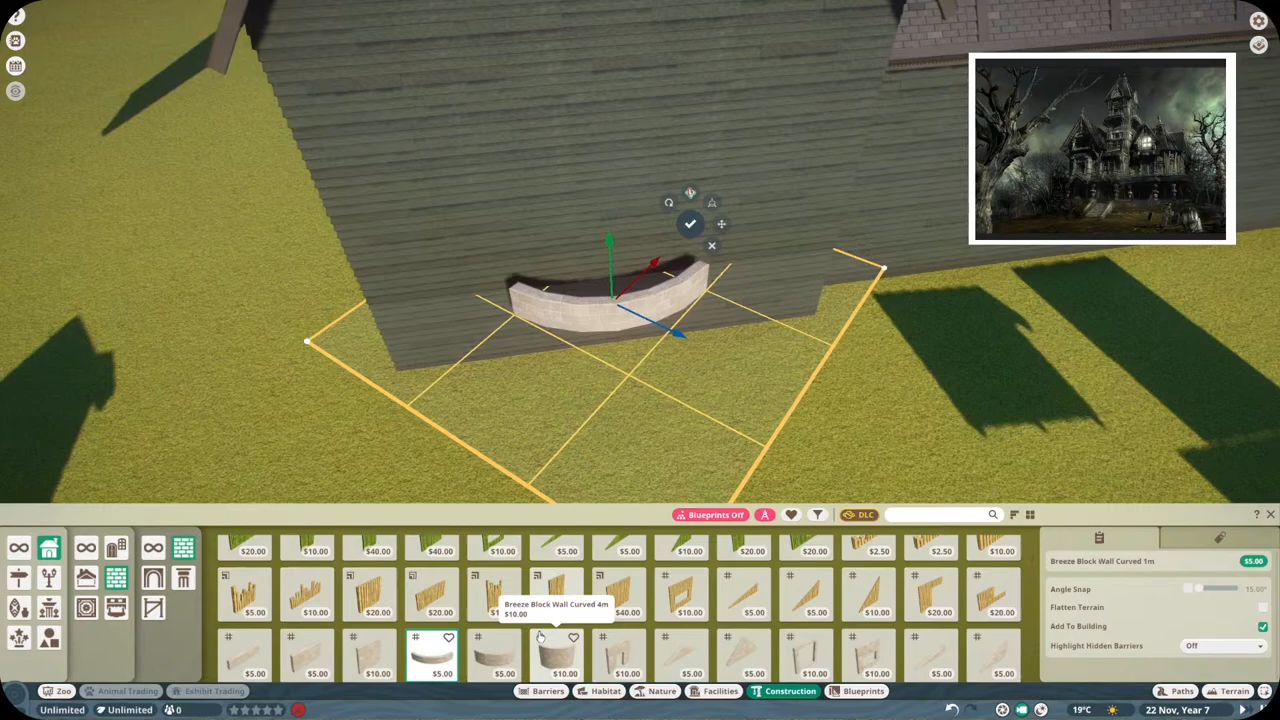 Blueprints Off
DLC
?
$20.00 $10.00 $40.00 $40.00 $10.00 $5.00 $5.00 $10.00 $20.00 $20.00 $2.50 $2.50 $10.00
Breeze Block Wall Curved 1m $5.00
Angle Snap 15.00°
Flatten Terrain
Add To Building
Highlight Hidden Barriers Off
Breeze Block Wall Curved 4m
$10.00
$5.00 $10.00 $20.00 $20.00 $40.00 $10.00 $5.00 $5.00 $10.00 $20.00 $5.00
$5.00 $5.00 $10.00 $5.00 $5.00 $10.00 $10.00 $5.00 $5.00 $10.00 $10.00 $5.00 $5.00
Zoo Animal Trading Exhibit Trading Barriers Habitat Nature Facilities Construction Blueprints Paths Terrain
Unlimited Unlimited 0 19°C 22 Nov, Year 7